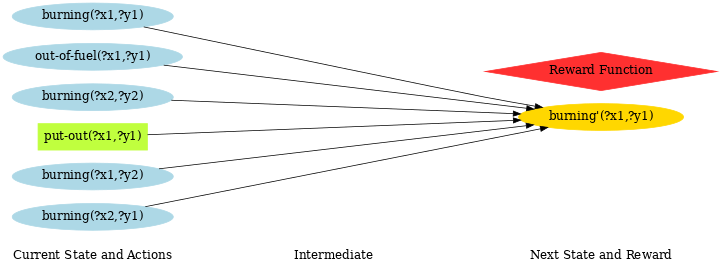 burning(?x1,?y1)
out-of-fuel(?x1,?y1)
burning(?x2,?y2)
put-out(?x1,?y1)
burning(?x1,?y2)
burning(?x2,?y1)
Current State and Actions
Intermediate
Reward Function
burning'(?x1,?y1)
Next State and Reward